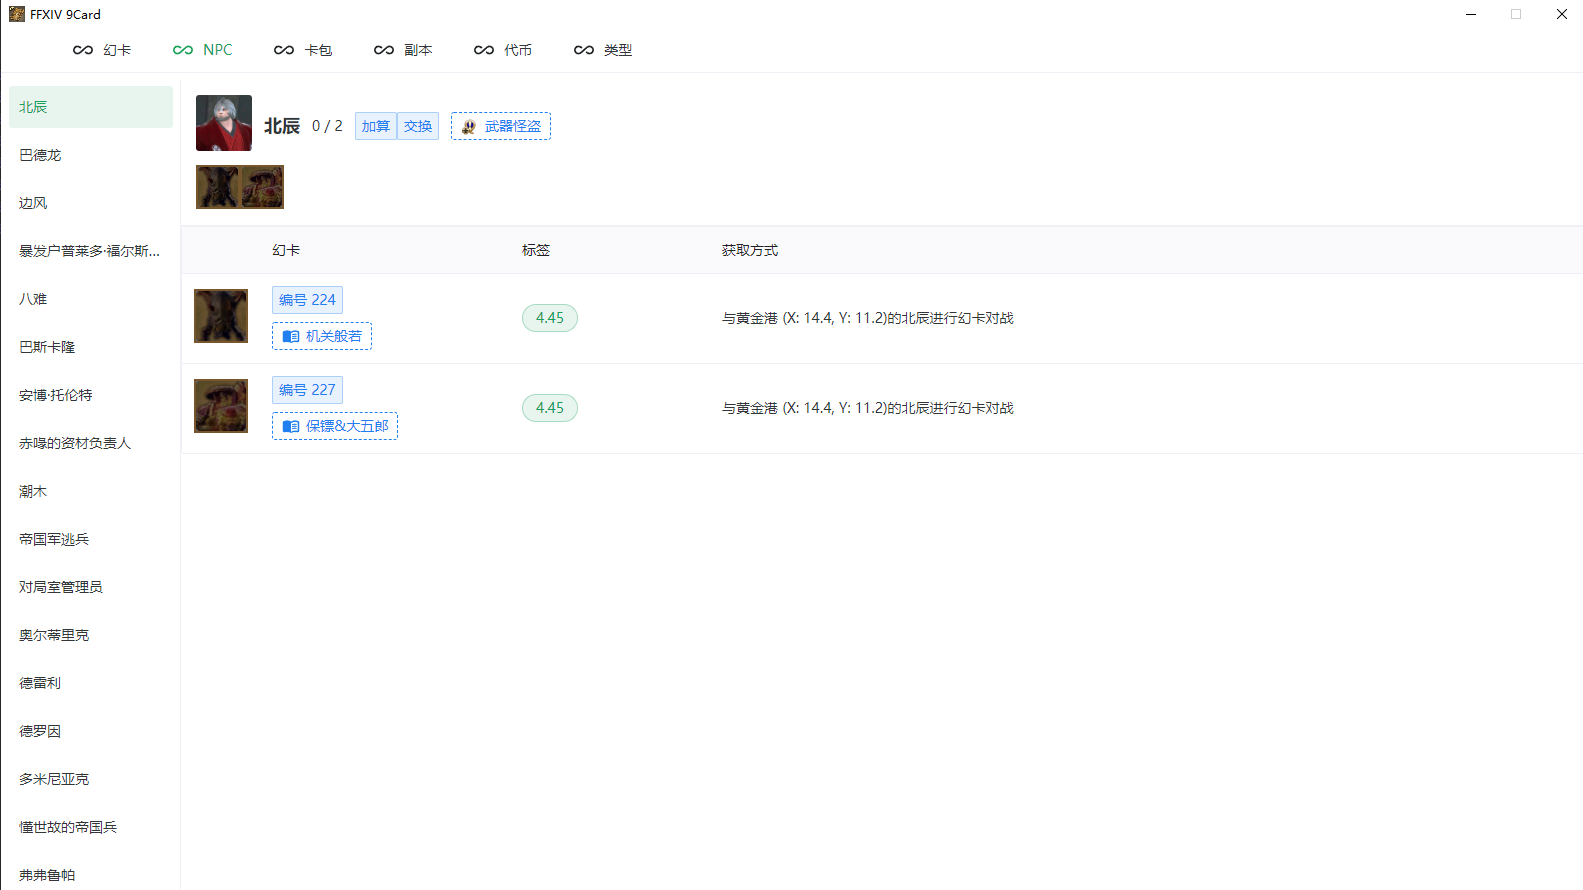 FFXIV 9Card
幻卡 NPC 卡包 副本 代币 类型
北辰
巴德龙
边风
暴发户普莱多·福尔斯...
八难
巴斯卡隆
安博·托伦特
赤喙的资材负责人
潮木
帝国军逃兵
对局室管理员
奥尔蒂里克
德雷利
德罗因
多米尼亚克
懂世故的帝国兵
弗弗鲁帕
北辰 0 / 2 加算 交换 武器怪盗
幻卡 标签 获取方式
编号 224
机关般若
4.45
与黄金港 (X: 14.4, Y: 11.2)的北辰进行幻卡对战
编号 227
保镖&大五郎
4.45
与黄金港 (X: 14.4, Y: 11.2)的北辰进行幻卡对战